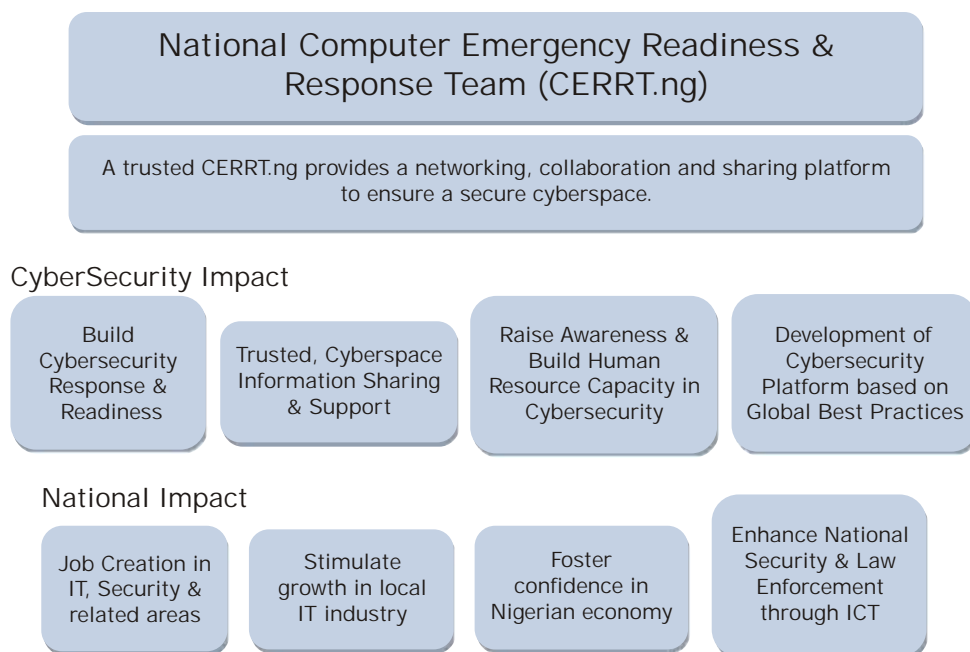 National Computer Emergency Readiness &
Response Team (CERRT.ng)
A trusted CERRT.ng provides a networking, collaboration and sharing platform
to ensure a secure cyberspace.
CyberSecurity Impact
Build
Cybersecurity
Response &
Readiness
Trusted, Cyberspace
Information Sharing
& Support
Raise Awareness &
Build Human
Resource Capacity in
Cybersecurity
Development of
Cybersecurity
Platform based on
Global Best Practices
National Impact
Job Creation in
IT, Security &
related areas
Stimulate
growth in local
IT industry
Foster
confidence in
Nigerian economy
Enhance National
Security & Law
Enforcement
through ICT